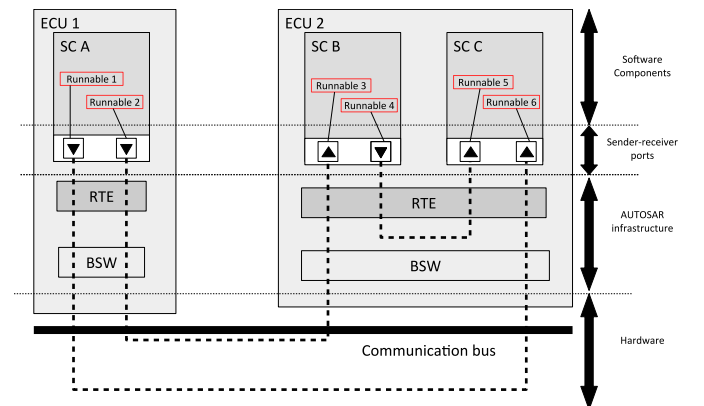 ECU 1
SC A
Runnable 1
Runnable 2
RTE
BSW
ECU 2
SC B
Runnable 3
Runnable 4
SC C
Runnable 5
Runnable 6
RTE
BSW
Communication bus
Software
Components
Sender-receiver
ports
AUTOSAR
infrastructure
Hardware